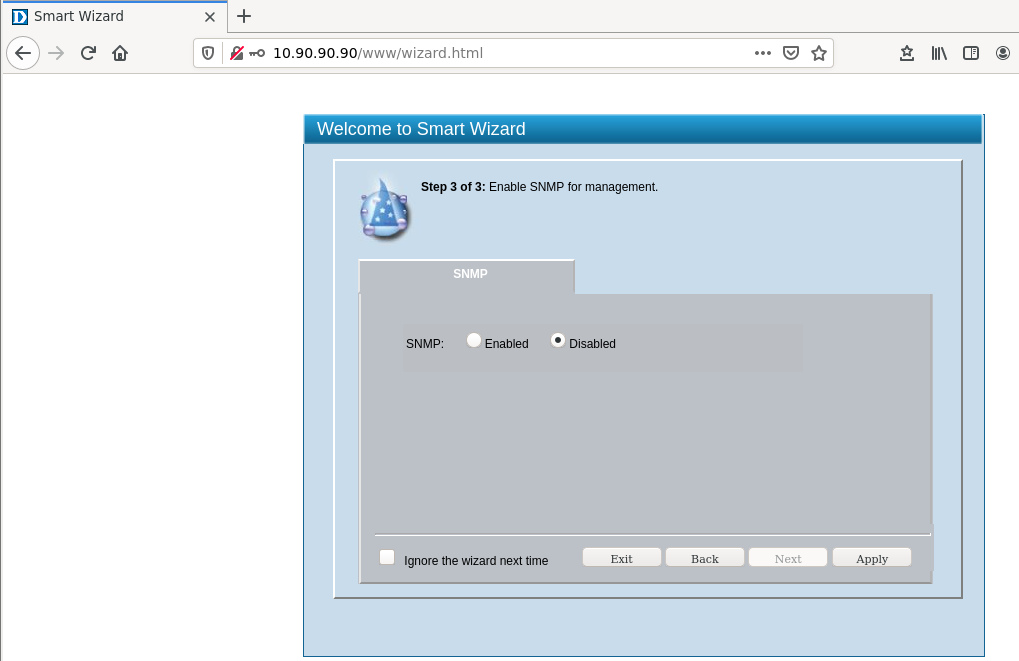 Smart Wizard
10.90.90.90/www/wizard.html
Welcome to Smart Wizard
Step 3 of 3: Enable SNMP for management.
SNMP
SNMP: Enabled Disabled
Ignore the wizard next time Exit Back Next Apply